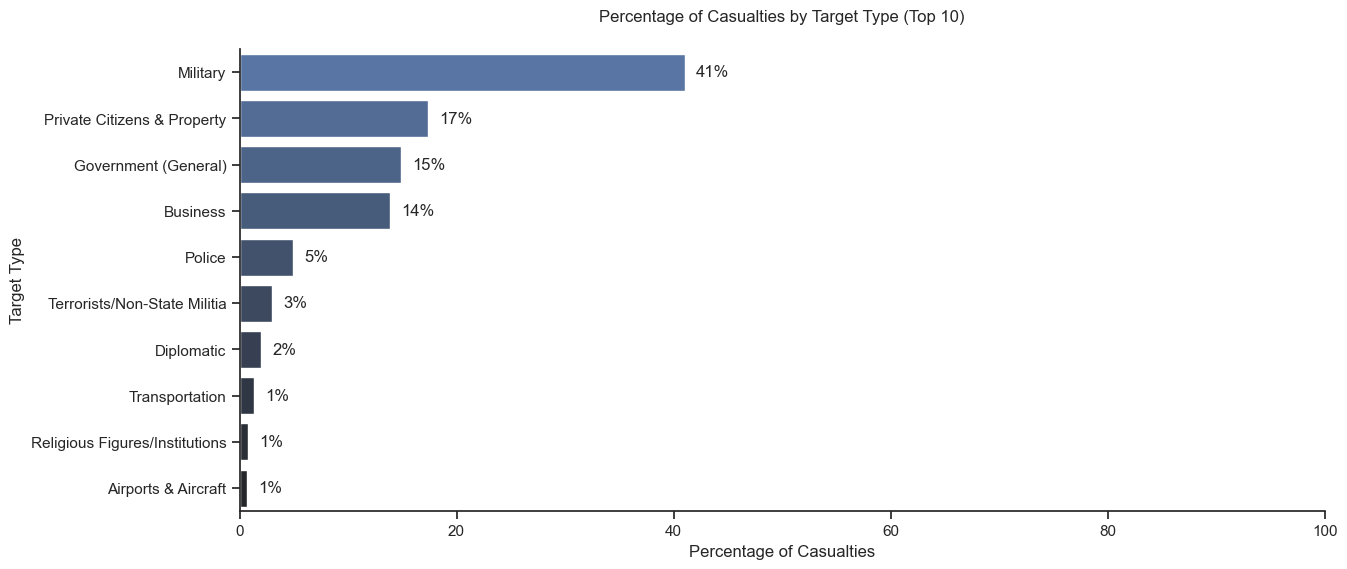 Percentage of Casualties by Target Type (Top 10)
Target Type
Military 41%
Private Citizens & Property 17%
Government (General) 15%
Business 14%
Police 5%
Terrorists/Non-State Militia 3%
Diplomatic 2%
Transportation 1%
Religious Figures/Institutions 1%
Airports & Aircraft 1%
0 20 40 60 80 100
Percentage of Casualties